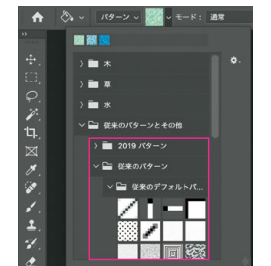 パターン モード： 通常
木
草
水
従来のパターンとその他
2019 パターン
従来のパターン
従来のデフォルトパ...